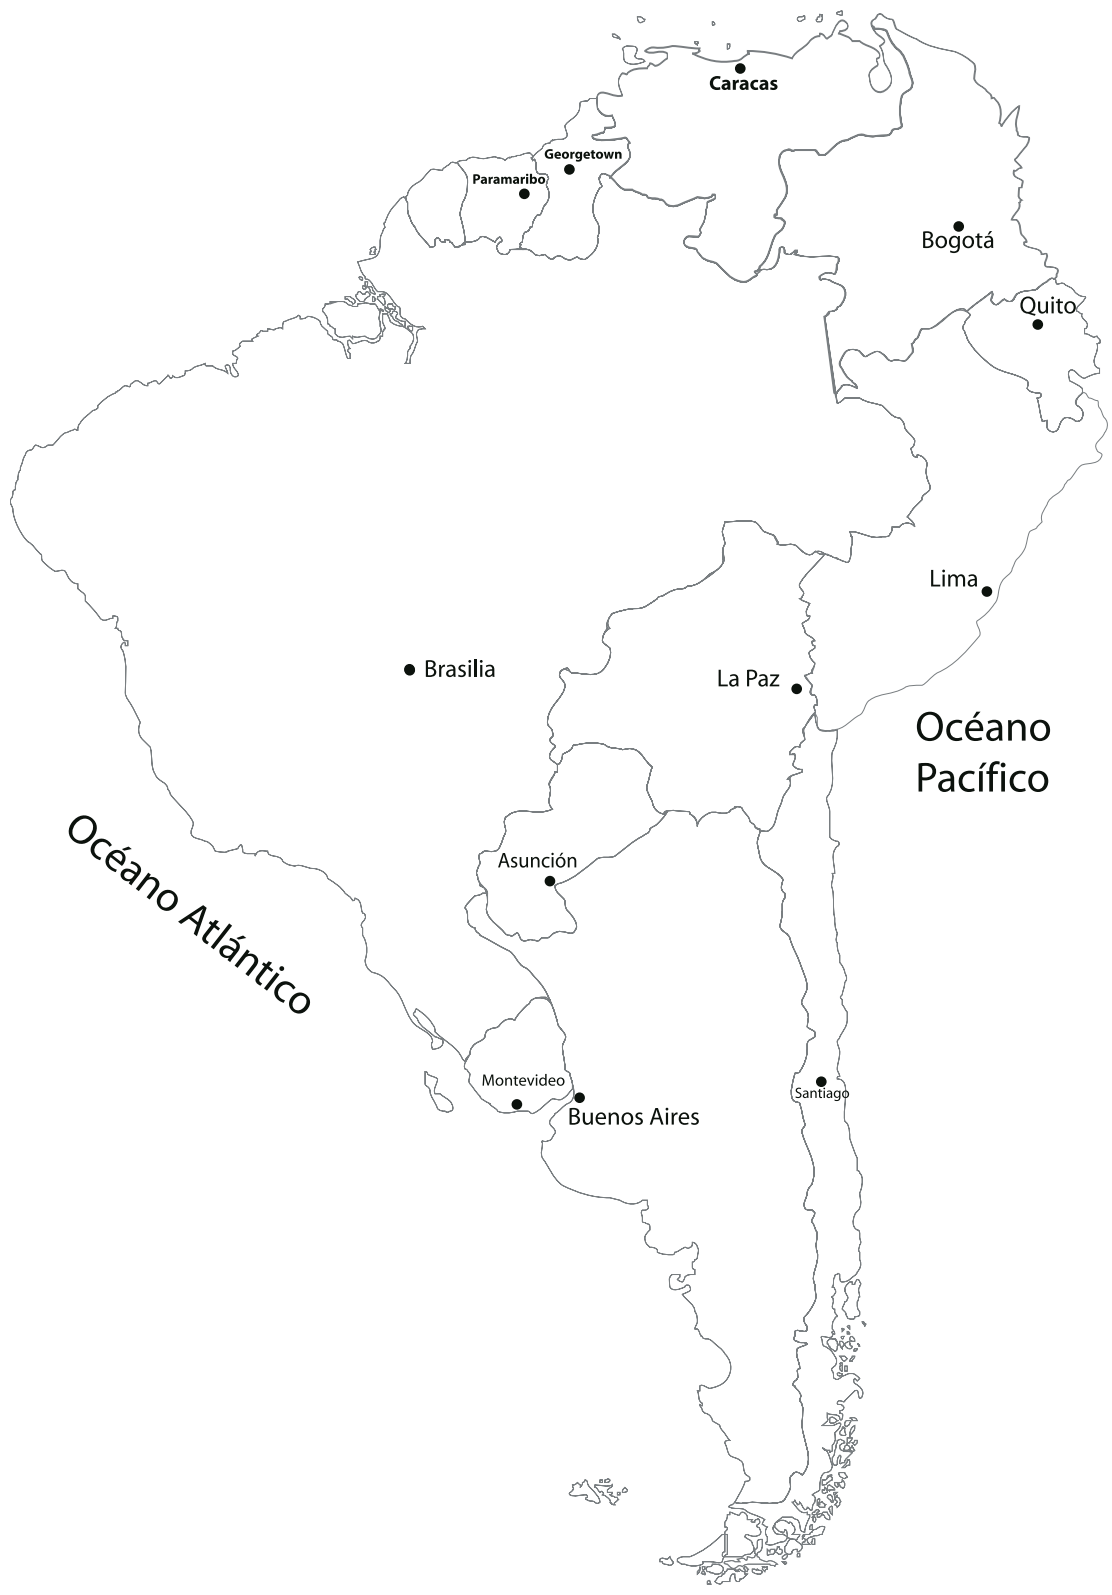 Caracas
Georgetown
Paramaribo
Bogotá
Quito
Lima
Brasilia
La Paz
Océano
Pacífico
Océano Atlántico
Asunción
Montevideo
Santiago
Buenos Aires